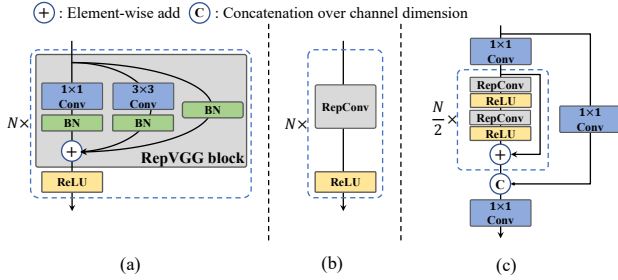 + : Element-wise add C : Concatenation over channel dimension
N×
1×1
Conv
BN
3×3
Conv
BN
BN
+
RepVGG block
ReLU
(a)
N×
RepConv
ReLU
(b)
1×1
Conv
N/2 ×
RepConv
ReLU
RepConv
ReLU
+
1×1
Conv
C
1×1
Conv
(c)